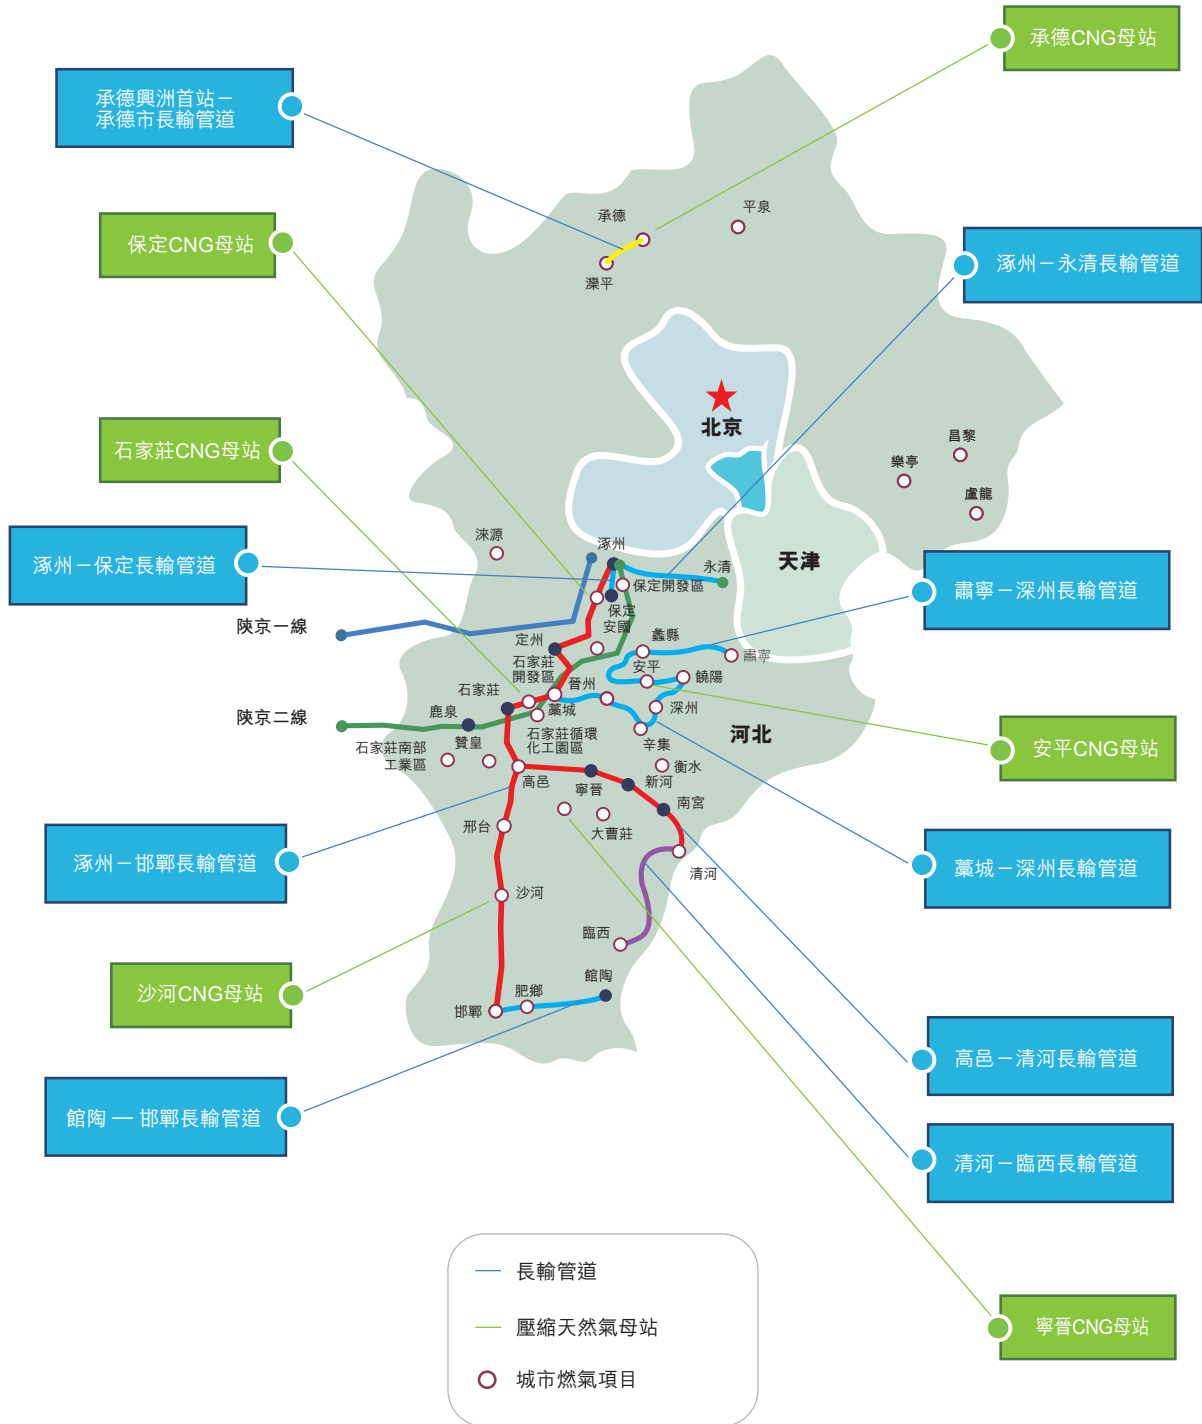 承德CNG母站
承德興洲首站－
承德市長輸管道
保定CNG母站
承德
平泉
灤平
涿州－永清長輸管道
北京
石家莊CNG母站
昌黎
樂亭
盧龍
淶源
涿州
涿州－保定長輸管道
永清
天津
保定開發區
肅寧－深州長輸管道
保定
陝京一線
安國
定州
蠡縣
肅寧
石家莊
開發區
安平
饒陽
石家莊
晉州
鹿泉
藁城
深州
陝京二線
河北
石家莊循環
化工園區
辛集
石家莊南部
工業區
贊皇
安平CNG母站
衡水
高邑
寧晉
新河
南宮
邢台
大曹莊
涿州－邯鄲長輸管道
清河
藁城－深州長輸管道
沙河
臨西
館陶
沙河CNG母站
肥鄉
邯鄲
高邑－清河長輸管道
館陶 — 邯鄲長輸管道
清河－臨西長輸管道
長輸管道
壓縮天然氣母站
寧晉CNG母站
城市燃氣項目